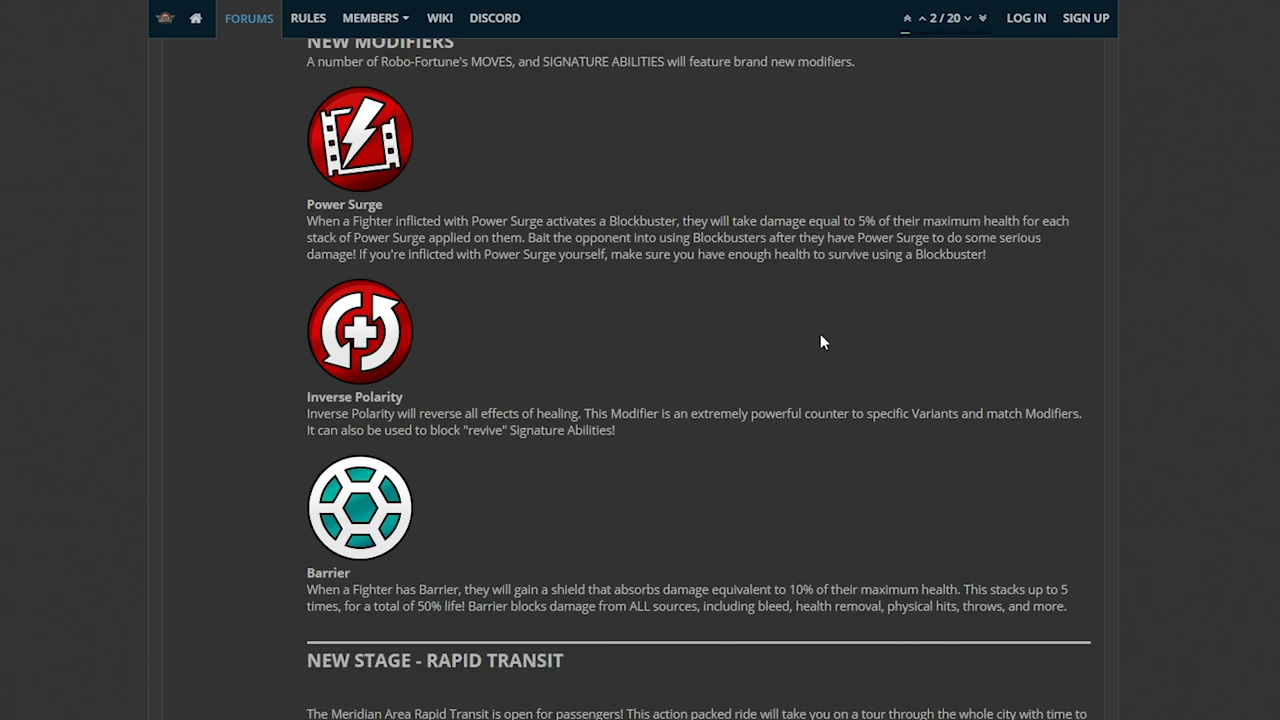 FORUMS RULES MEMBERS WIKI DISCORD 2 / 20 LOG IN SIGN UP
NEW MODIFIERS
A number of Robo-Fortune's MOVES, and SIGNATURE ABILITIES will feature brand new modifiers.
Power Surge
When a Fighter inflicted with Power Surge activates a Blockbuster, they will take damage equal to 5% of their maximum health for each
stack of Power Surge applied on them. Bait the opponent into using Blockbusters after they have Power Surge to do some serious
damage! If you're inflicted with Power Surge yourself, make sure you have enough health to survive using a Blockbuster!
Inverse Polarity
Inverse Polarity will reverse all effects of healing. This Modifier is an extremely powerful counter to specific Variants and match Modifiers.
It can also be used to block "revive" Signature Abilities!
Barrier
When a Fighter has Barrier, they will gain a shield that absorbs damage equivalent to 10% of their maximum health. This stacks up to 5
times, for a total of 50% life! Barrier blocks damage from ALL sources, including bleed, health removal, physical hits, throws, and more.
NEW STAGE - RAPID TRANSIT
The Meridian Area Rapid Transit is open for passengers! This action packed ride will take you on a tour through the whole city with time to